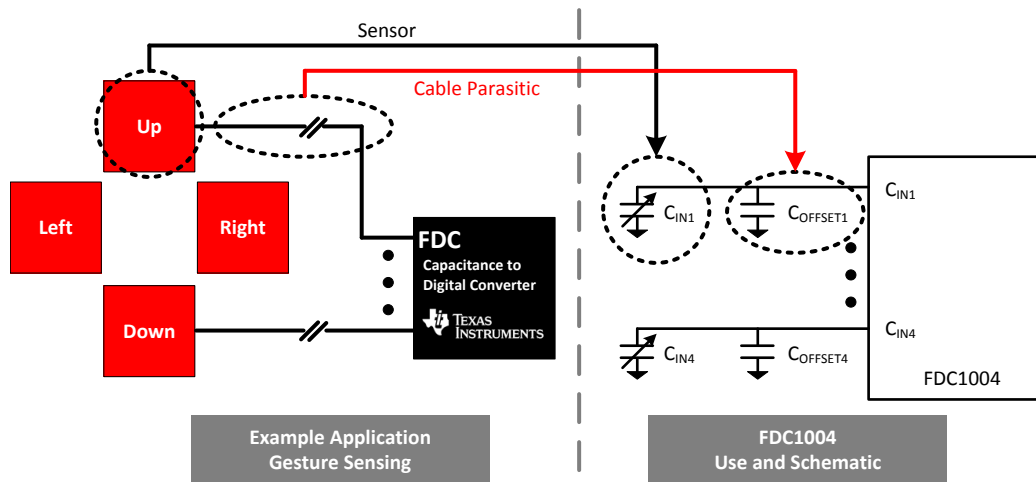 Sensor
Cable Parasitic
Up
Left
Right
Down
FDC
Capacitance to
Digital Converter
TEXAS
INSTRUMENTS
CIN1
COFFSET1
CIN1
CIN4
COFFSET4
CIN4
FDC1004
Example Application
Gesture Sensing
FDC1004
Use and Schematic